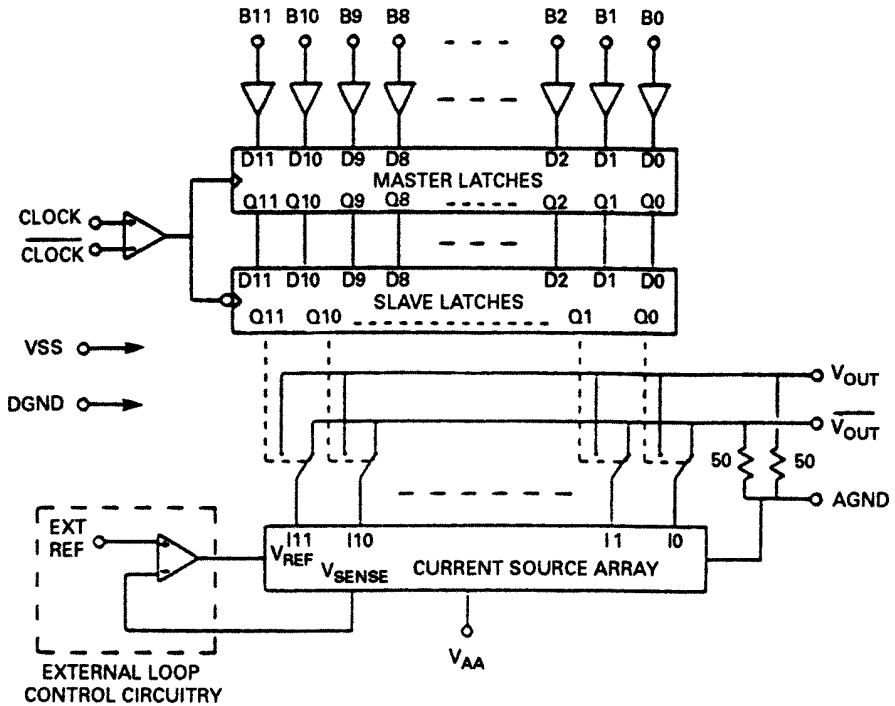 B11 B10 B9 B8 B2 B1 B0
D11 D10 D9 D8 D2 D1 D0
MASTER LATCHES
Q11 Q10 Q9 Q8 Q2 Q1 Q0
CLOCK
CLOCK
D11 D10 D9 D8 D2 D1 D0
SLAVE LATCHES
Q11 Q10 Q1 Q0
VSS
DGND
VOUT
VOUT
50 50
AGND
EXT
REF
I11 I10 I1 I0
VREF
VSENSE
CURRENT SOURCE ARRAY
VAA
EXTERNAL LOOP
CONTROL CIRCUITRY